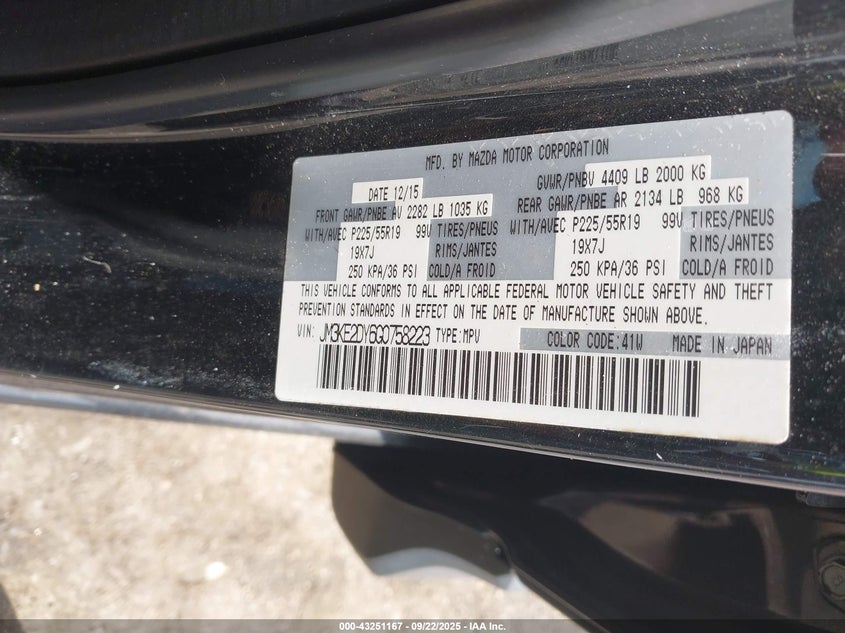 MFD. BY MAZDA MOTOR CORPORATION
DATE 12/15 GVWR/PNBV 4409 LB 2000 KG
FRONT GAWR/PNBE AV 2282 LB 1035 KG REAR GAWR/PNBE AR 2134 LB 968 KG
WITH/AVEC P225/55R19 99V TIRES/PNEUS WITH/AVEC P225/55R19 99V TIRES/PNEUS
19X7J RIMS/JANTES 19X7J RIMS/JANTES
250 KPA/36 PSI COLD/A FROID 250 KPA/36 PSI COLD/A FROID
THIS VEHICLE CONFORMS TO ALL APPLICABLE FEDERAL MOTOR VEHICLE SAFETY AND THEFT
PREVENTION STANDARDS IN EFFECT ON THE DATE OF MANUFACTURE SHOWN ABOVE.
VIN: JM3KE2DY6G0758223 TYPE:MPV COLOR CODE:41W MADE IN JAPAN
000-43251167 - 09/22/2025 - IAA Inc.